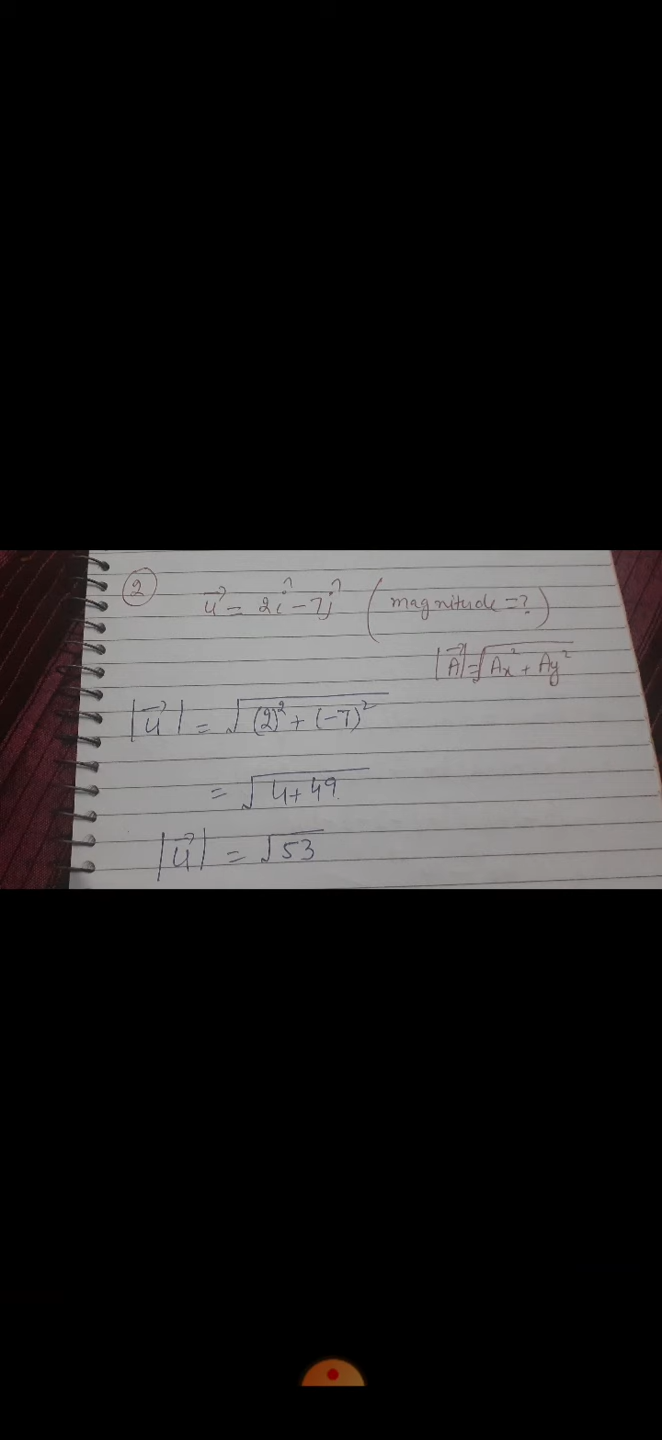 ② u⃗ = 2î - 7ĵ (magnitude = ?)
|A⃗| = √(Ax² + Ay²)
|u⃗| = √((2)² + (-7)²)
= √(4 + 49)
|u⃗| = √53